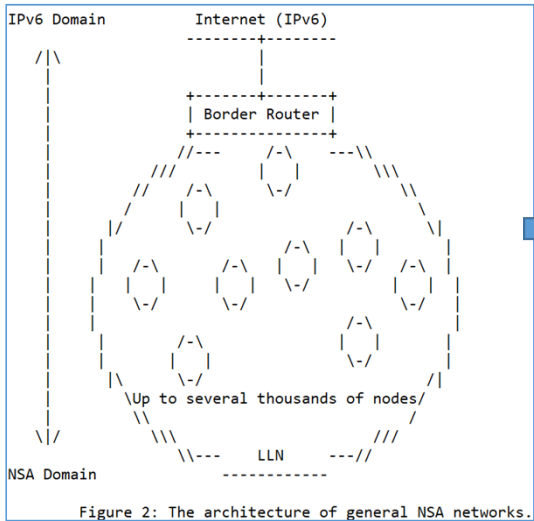 IPv6 Domain Internet (IPv6)
Border Router
Up to several thousands of nodes
LLN
NSA Domain
Figure 2: The architecture of general NSA networks.